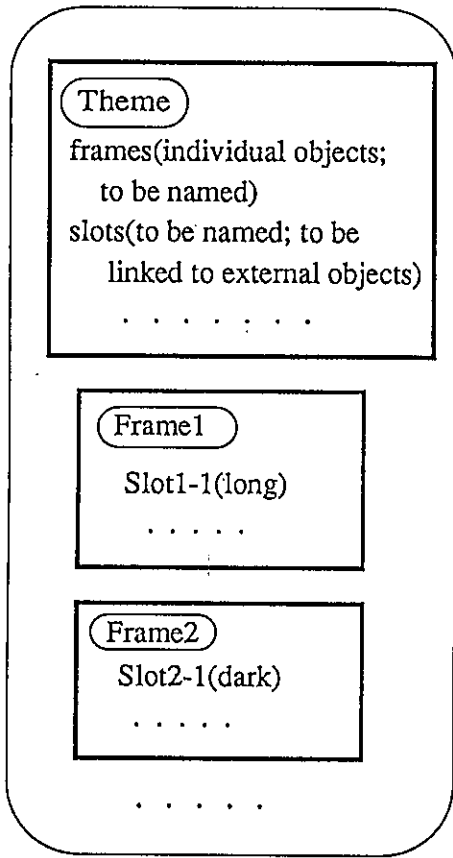 Theme
frames(individual objects;
to be named)
slots(to be named; to be
linked to external objects)
. . . . . . .
Frame1
Slot1-1(long)
. . . . .
Frame2
Slot2-1(dark)
. . . . .
. . . . .